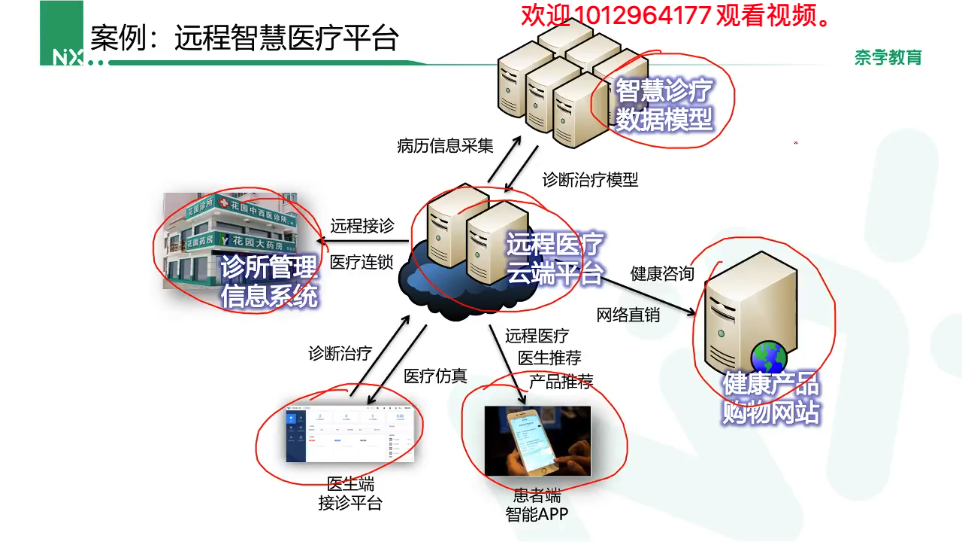 欢迎1012964177 观看视频。
NX
案例：远程智慧医疗平台
奈学教育
智慧诊疗
数据模型
病历信息采集
诊断治疗模型
远程接诊
医疗连锁
花园中西医诊所
花园大药房
诊所管理
信息系统
远程医疗
云端平台
健康咨询
网络直销
健康产品
购物网站
诊断治疗
医疗仿真
远程医疗
医生推荐
产品推荐
医生端
接诊平台
患者端
智能APP